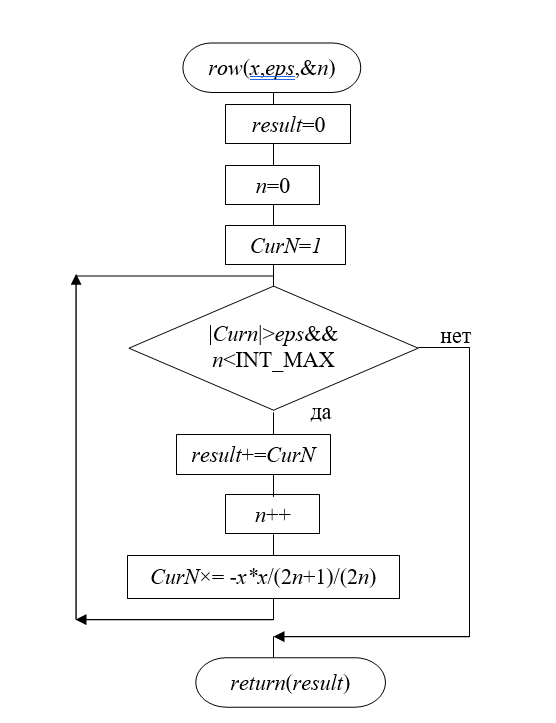 row(x,eps,&n)
result=0
n=0
CurN=1
|Curn|>eps&&
n<INT_MAX
нет
да
result+=CurN
n++
CurN×= -x*x/(2n+1)/(2n)
return(result)